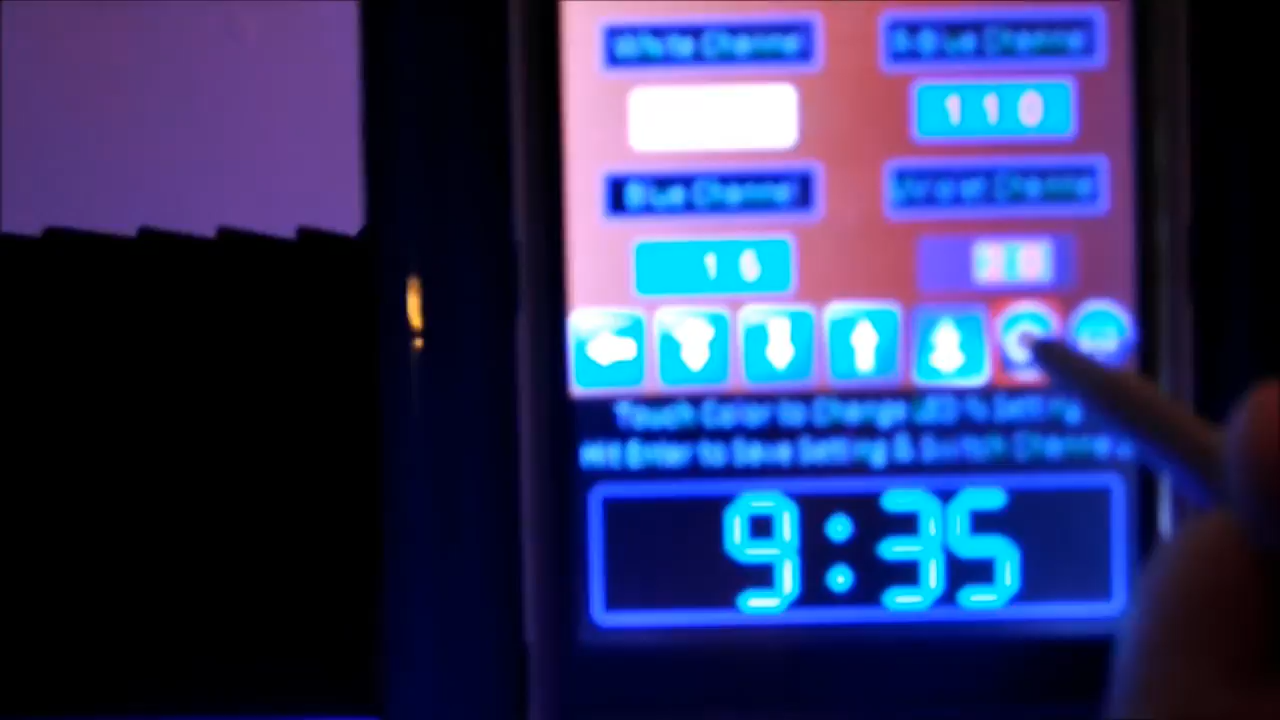 White Channel
Blue Channel
110
Blue Channel
Channel
16
Touch Color to Change LED % Setting
Hit Enter to Save Setting & Switch Channel
9:35